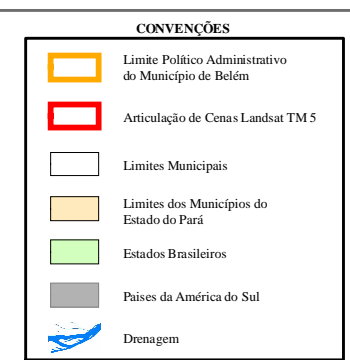 CONVENÇÕES
Limite Político Administrativo
do Município de Belém
Articulação de Cenas Landsat TM 5
Limites Municipais
Limites dos Municípios do
Estado do Pará
Estados Brasileiros
Paises da América do Sul
Drenagem